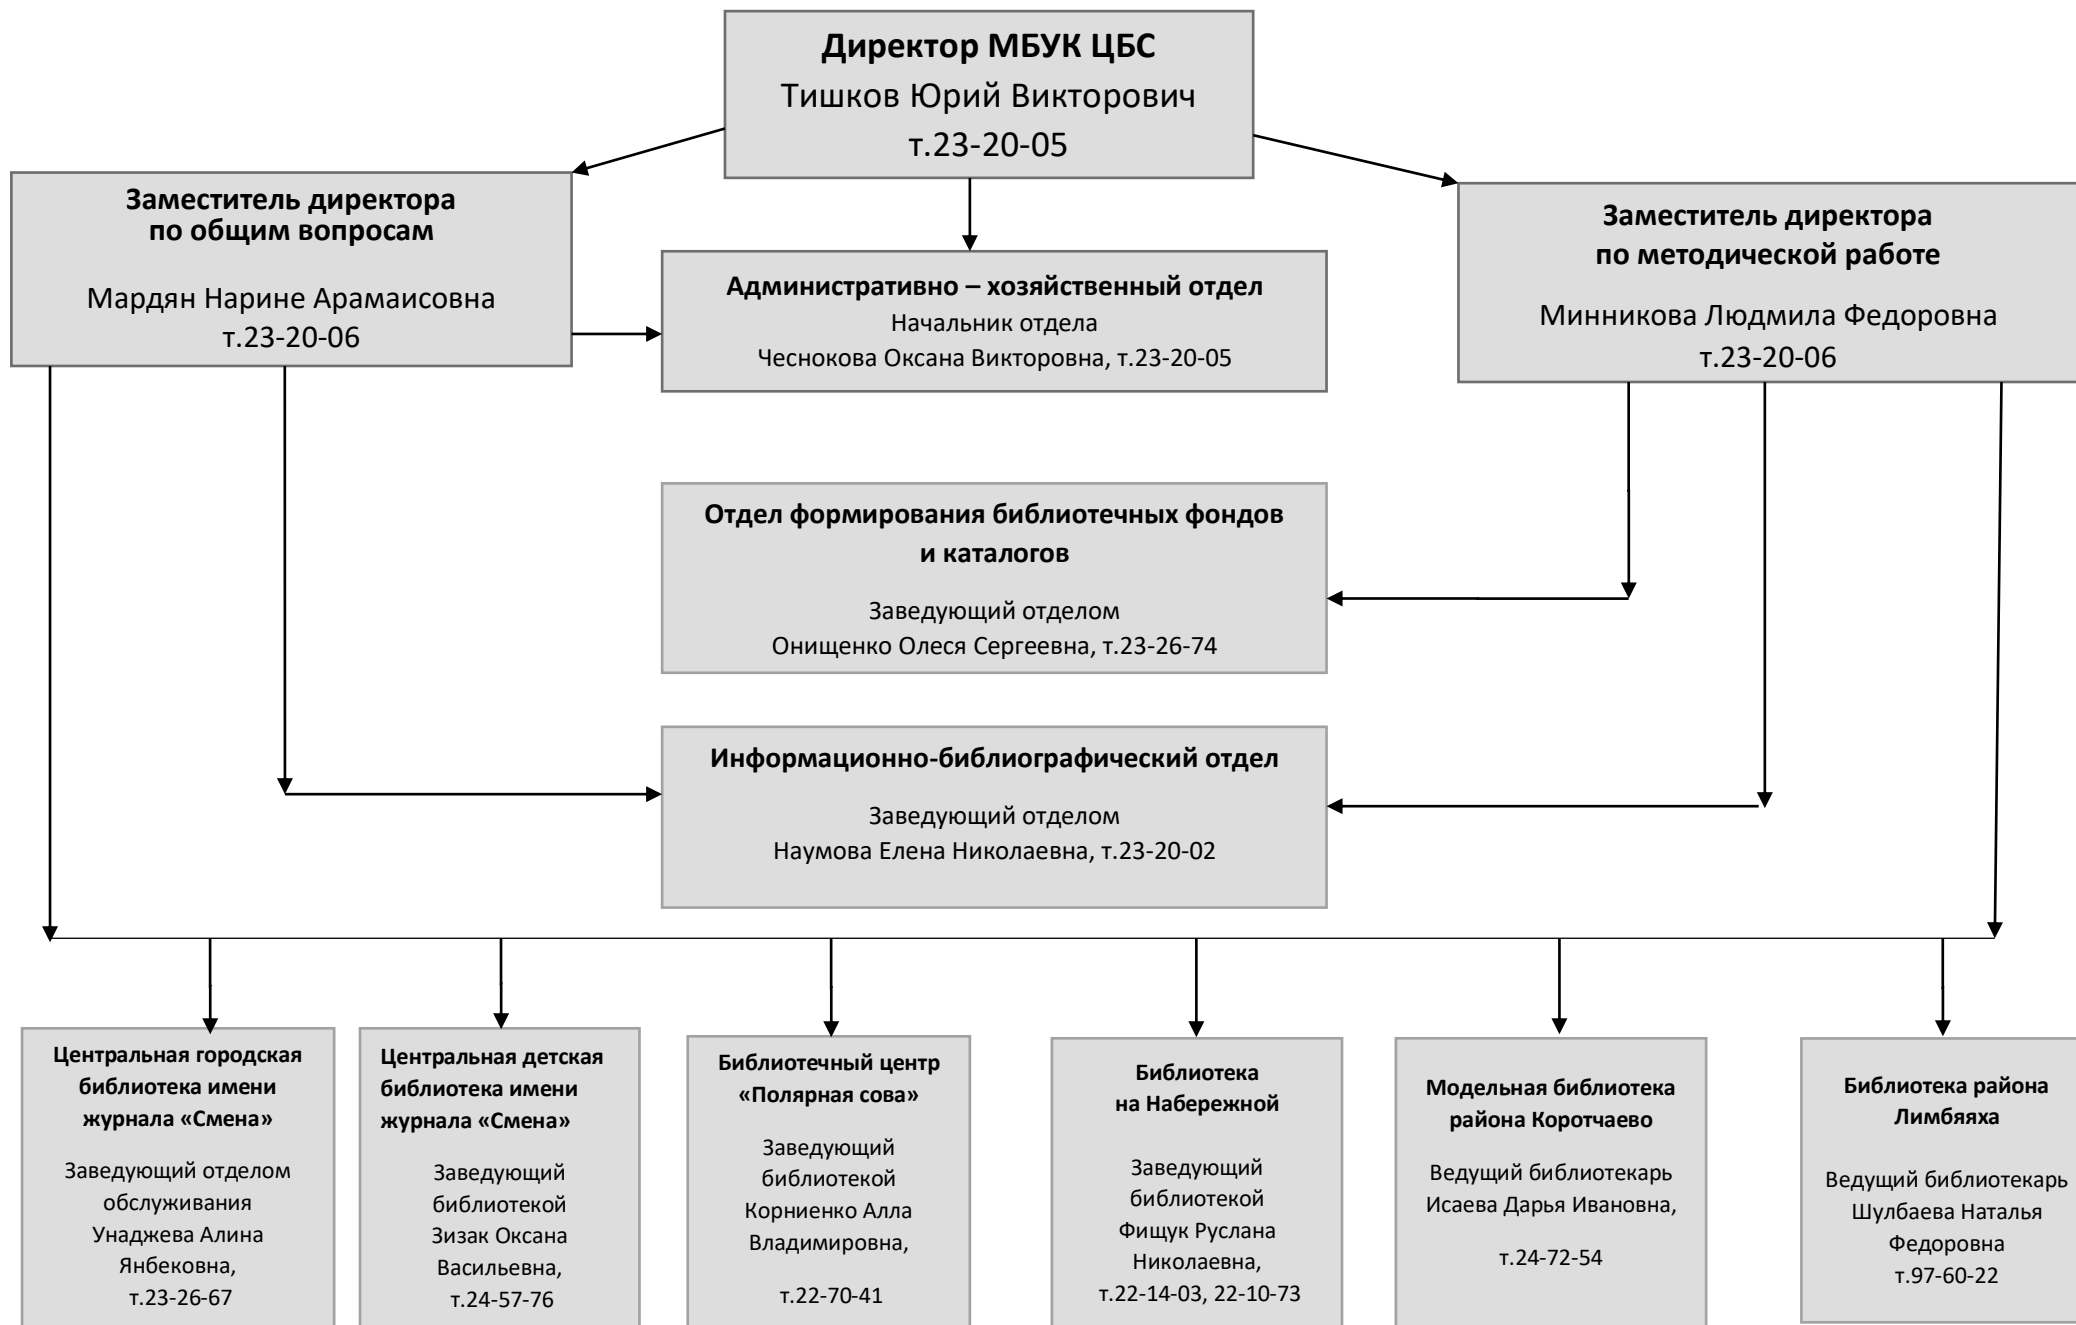 Директор МБУК ЦБС
Тишков Юрий Викторович
т.23-20-05
Заместитель директора
по общим вопросам
Мардян Нарине Арамаисовна
т.23-20-06
Административно – хозяйственный отдел
Начальник отдела
Чеснокова Оксана Викторовна, т.23-20-05
Заместитель директора
по методической работе
Минникова Людмила Федоровна
т.23-20-06
Отдел формирования библиотечных фондов
и каталогов
Заведующий отделом
Онищенко Олеся Сергеевна, т.23-26-74
Информационно-библиографический отдел
Заведующий отделом
Наумова Елена Николаевна, т.23-20-02
Центральная городская
библиотека имени
журнала «Смена»
Заведующий отделом
обслуживания
Унаджева Алина
Янбековна,
т.23-26-67
Центральная детская
библиотека имени
журнала «Смена»
Заведующий
библиотекой
Зизак Оксана
Васильевна,
т.24-57-76
Библиотечный центр
«Полярная сова»
Заведующий
библиотекой
Корниенко Алла
Владимировна,
т.22-70-41
Библиотека
на Набережной
Заведующий
библиотекой
Фищук Руслана
Николаевна,
т.22-14-03, 22-10-73
Модельная библиотека
района Коротчаево
Ведущий библиотекарь
Исаева Дарья Ивановна,
т.24-72-54
Библиотека района
Лимбяяха
Ведущий библиотекарь
Шулбаева Наталья
Федоровна
т.97-60-22